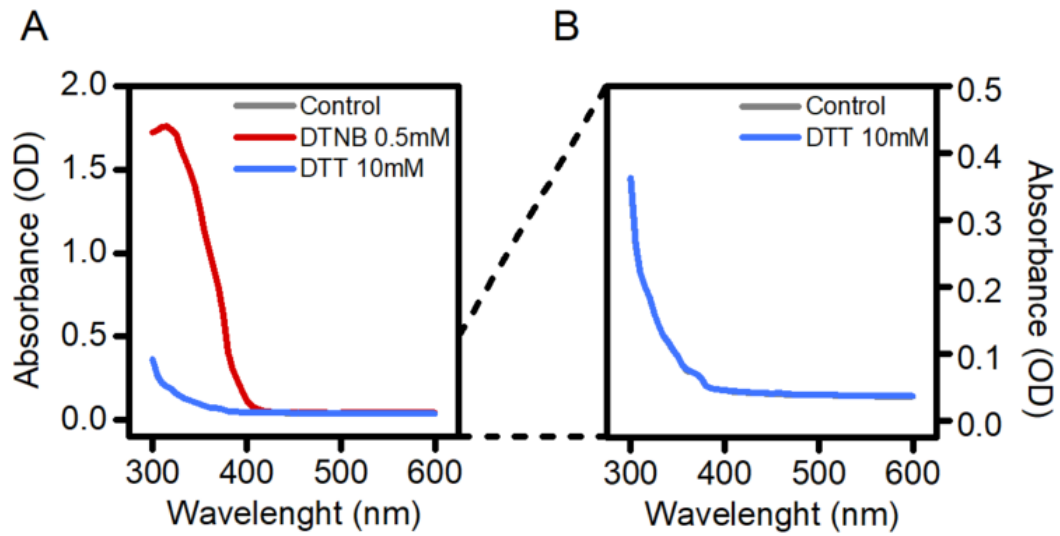 A
B
Absorbance (OD)
2.0
1.5
1.0
0.5
0.0
Control
DTNB 0.5mM
DTT 10mM
300 400 500 600
Wavelenght (nm)
Control
DTT 10mM
0.5
0.4
0.3
0.2
0.1
0.0
Absorbance (OD)
300 400 500 600
Wavelenght (nm)